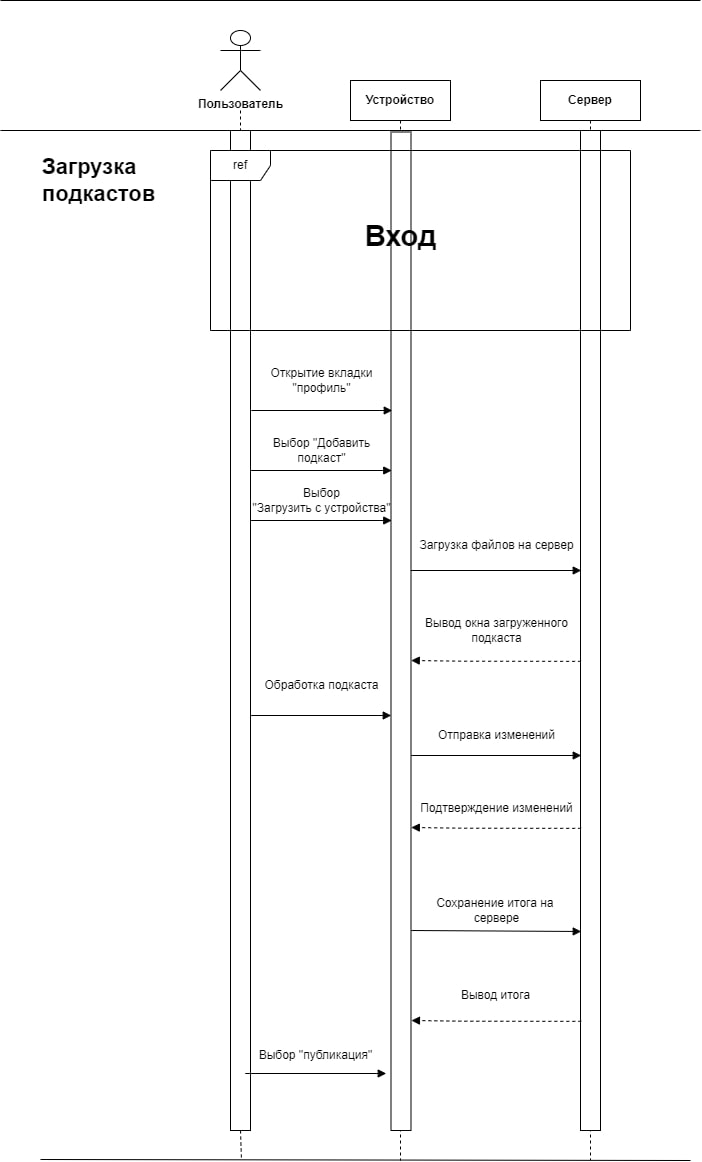 Пользователь
Устройство
Сервер
Загрузка
подкастов
ref
Вход
Открытие вкладки
"профиль"
Выбор "Добавить
подкаст"
Выбор
"Загрузить с устройства"
Загрузка файлов на сервер
Вывод окна загруженного
подкаста
Обработка подкаста
Отправка изменений
Подтверждение изменений
Сохранение итога на
сервере
Вывод итога
Выбор "публикация"